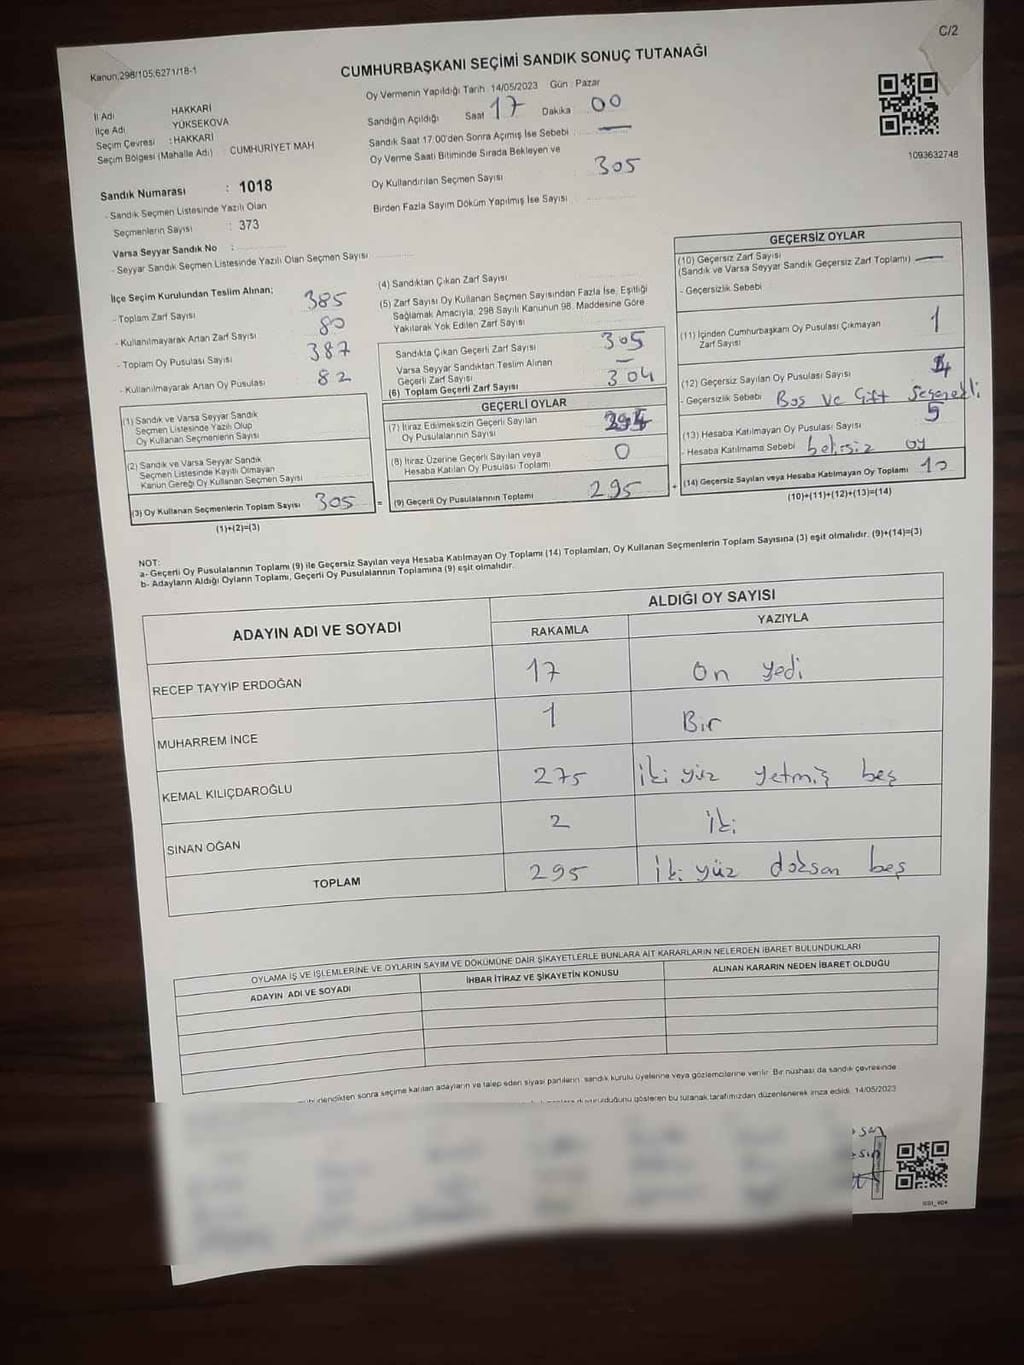 C/2
Kanun,298/105;6271/18-1
CUMHURBAŞKANI SEÇİMİ SANDIK SONUÇ TUTANAĞI
İl Adı HAKKARİ
İlçe Adı YÜKSEKOVA
Seçim Çevresi : HAKKARİ
Seçim Bölgesi (Mahalle Adı) CUMHURİYET MAH
Oy Vermenin Yapıldığı Tarih 14/05/2023 Gün : Pazar
Sandığın Açıldığı Saat 17 Dakika 00
Sandık Saat 17.00'den Sonra Açımış İse Sebebi —
Oy Verme Saati Bitiminde Sırada Bekleyen ve
Oy Kullandırılan Seçmen Sayısı 305
Birden Fazla Sayım Döküm Yapılmış İse Sayısı
1093632748
Sandık Numarası : 1018
- Sandık Seçmen Listesinde Yazılı Olan
Seçmenlerin Sayısı : 373
Varsa Seyyar Sandık No :
- Seyyar Sandık Seçmen Listesinde Yazılı Olan Seçmen Sayısı
İlçe Seçim Kurulundan Teslim Alınan;
- Toplam Zarf Sayısı 385
- Kullanılmayarak Artan Zarf Sayısı 80
- Toplam Oy Pusulası Sayısı 387
- Kullanılmayarak Artan Oy Pusulası 82
(1) Sandık ve Varsa Seyyar Sandık
Seçmen Listesinde Yazılı Olup
Oy Kullanan Seçmenlerin Sayısı
(2) Sandık ve Varsa Seyyar Sandık
Seçmen Listesinde Kayıtlı Olmayan
Kanun Gereği Oy Kullanan Seçmen Sayısı
(3) Oy Kullanan Seçmenlerin Toplam Sayısı 305 =
(1)+(2)=(3)
(4) Sandıktan Çıkan Zarf Sayısı
(5) Zarf Sayısı Oy Kullanan Seçmen Sayısından Fazla İse, Eşitliği
Sağlamak Amacıyla, 298 Sayılı Kanunun 98. Maddesine Göre
Yakılarak Yok Edilen Zarf Sayısı
Sandıkta Çıkan Geçerli Zarf Sayısı 305
Varsa Seyyar Sandıktan Teslim Alınan
Geçerli Zarf Sayısı —
(6) Toplam Geçerli Zarf Sayısı 304
GEÇERLİ OYLAR
(7) İtiraz Edilmeksizin Geçerli Sayılan
Oy Pusulalarının Sayısı
(8) İtiraz Üzerine Geçerli Sayılan veya
Hesaba Katılan Oy Pusulası Toplamı 0
(9) Geçerli Oy Pusulalarının Toplamı 295 +
GEÇERSİZ OYLAR
(10) Geçersiz Zarf Sayısı
(Sandık ve Varsa Seyyar Sandık Geçersiz Zarf Toplamı) —
- Geçersizlik Sebebi
(11) İçinden Cumhurbaşkanı Oy Pusulası Çıkmayan
Zarf Sayısı 1
(12) Geçersiz Sayılan Oy Pusulası Sayısı 4
- Geçersizlik Sebebi Boş ve Çift Seçenekli
(13) Hesaba Katılmayan Oy Pusulası Sayısı 5
- Hesaba Katılmama Sebebi belirsiz oy
(14) Geçersiz Sayılan veya Hesaba Katılmayan Oy Toplamı 10
(10)+(11)+(12)+(13)=(14)
NOT:
a- Geçerli Oy Pusulalarının Toplamı (9) ile Geçersiz Sayılan veya Hesaba Katılmayan Oy Toplamı (14) Toplamları, Oy Kullanan Seçmenlerin Toplam Sayısına (3) eşit olmalıdır. (9)+(14)=(3)
b- Adayların Aldığı Oyların Toplamı, Geçerli Oy Pusulalarının Toplamına (9) eşit olmalıdır.
ADAYIN ADI VE SOYADI ALDIĞI OY SAYISI
RAKAMLA YAZIYLA
RECEP TAYYİP ERDOĞAN 17 On yedi
MUHARREM İNCE 1 Bir
KEMAL KILIÇDAROĞLU 275 iki yüz yetmiş beş
SİNAN OĞAN 2 iki
TOPLAM 295 iki yüz doksan beş
OYLAMA İŞ VE İŞLEMLERİNE VE OYLARIN SAYIM VE DÖKÜMÜNE DAİR ŞİKAYETLERLE BUNLARA AİT KARARLARIN NELERDEN İBARET BULUNDUKLARI
ADAYIN ADI VE SOYADI İHBAR İTİRAZ VE ŞİKAYETİN KONUSU ALINAN KARARIN NEDEN İBARET OLDUĞU
sonra seçime katılan adayların ve talep eden siyasi partilerin sandık kurulu üyelerine veya gözlemcilerine verilir. Bir nüshası da sandık çevresinde
gösteren bu tutanak tarafımızdan düzenlenerek imza edildi. 14/05/2023